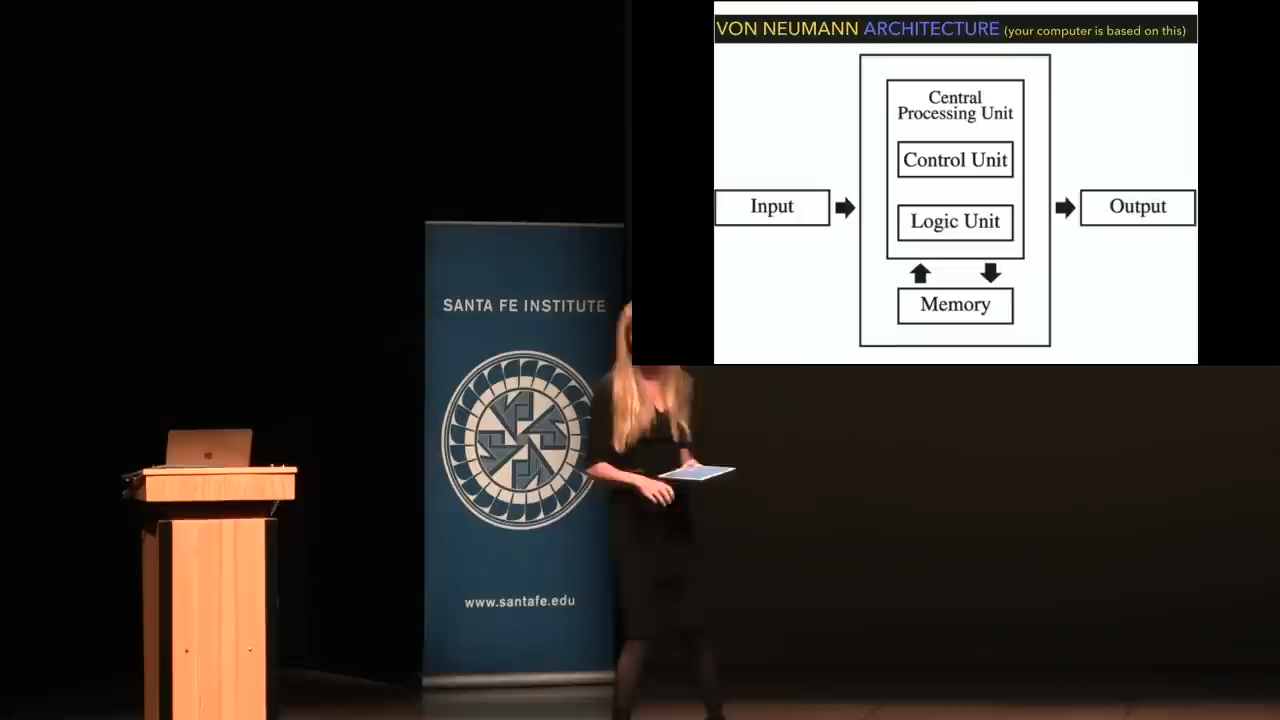 VON NEUMANN ARCHITECTURE (your computer is based on this)
Central
Processing Unit
Control Unit
Input
Logic Unit
Output
Memory
SANTA FE INSTITUTE
www.santafe.edu